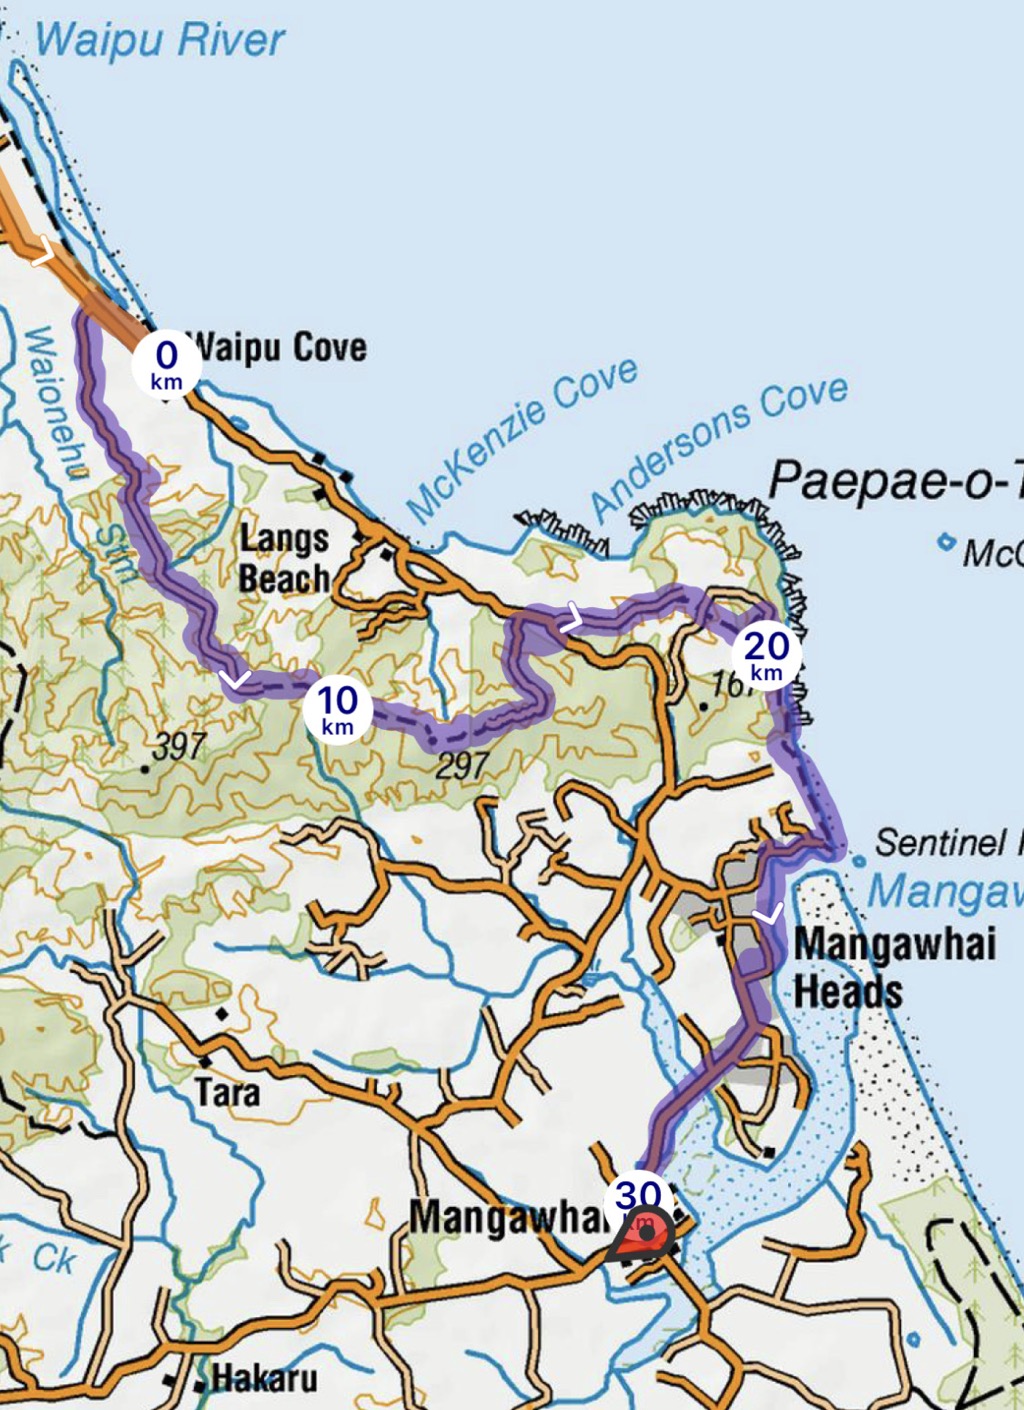 Waipu River
Waipu Cove
0
km
Waionehu
Stm
McKenzie Cove
Andersons Cove
Paepae-o-T
McC
Langs
Beach
20
km
167
10
km
397
297
Sentinel
Mangaw
Mangawhai
Heads
Tara
30
km
Mangawhai
Ck
Hakaru